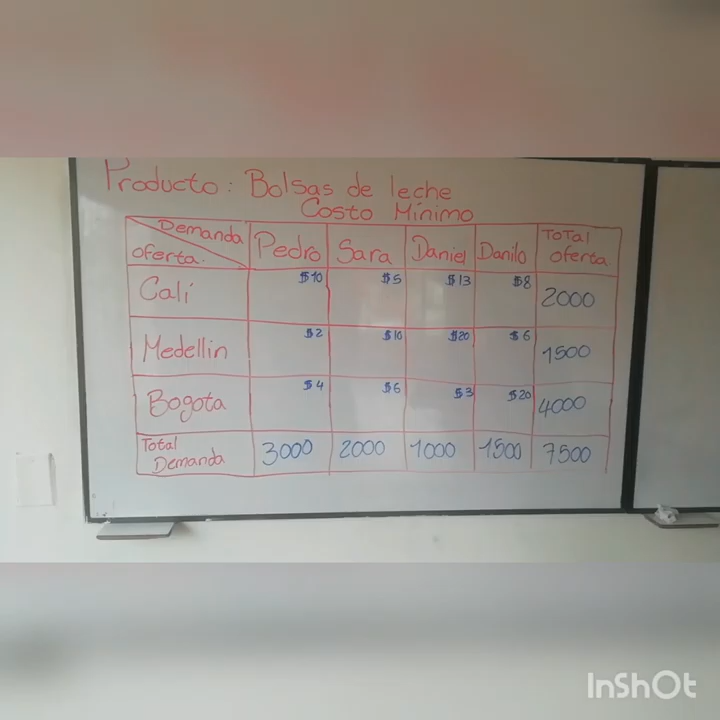 Producto: Bolsas de leche
Costo Mínimo
Demanda
oferta.
Pedro Sara Daniel Danilo Total oferta
Cali $10 $5 $13 $8 2000
Medellin $2 $10 $20 $6 1500
Bogota $4 $6 $3 $20 4000
Total Demanda 3000 2000 1000 1500 7500
InShOt